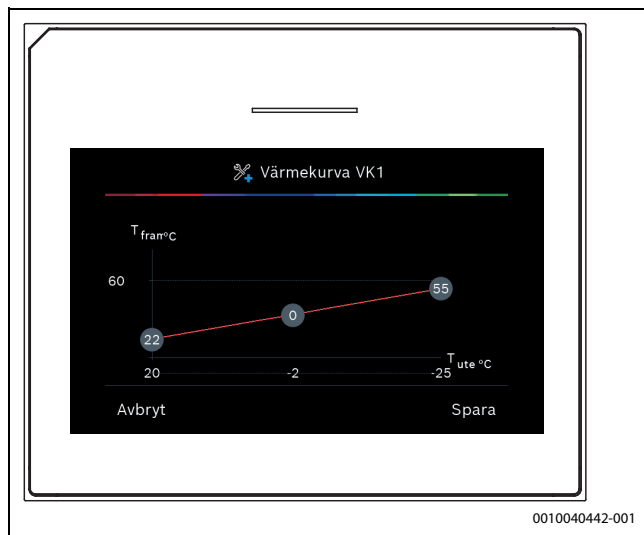 Värmekurva VK1
T fram°C
60
55
0
22
T ute °C
20 -2 -25
Avbryt Spara
0010040442-001